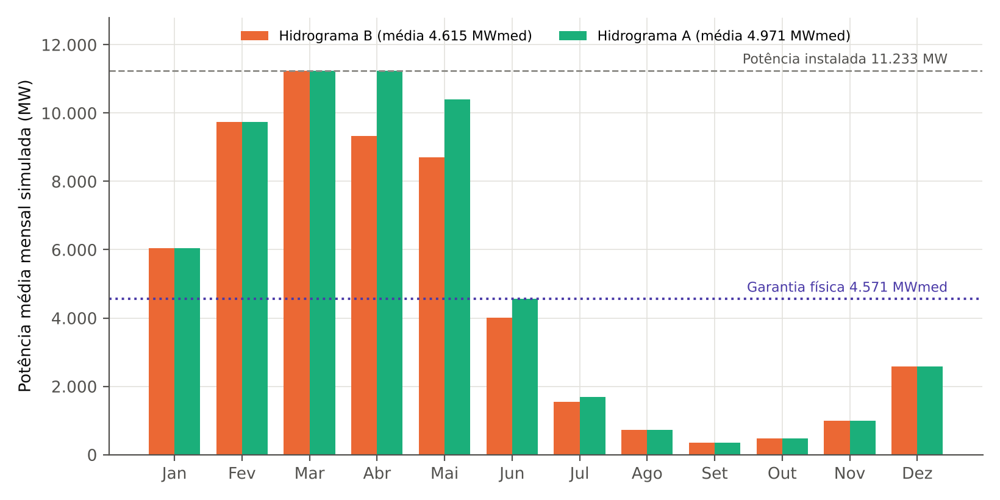 Hidrograma B (média 4.615 MWmed)
Hidrograma A (média 4.971 MWmed)
Potência média mensal simulada (MW)
12.000
10.000
8.000
6.000
4.000
2.000
0
Potência instalada 11.233 MW
Garantia física 4.571 MWmed
Jan Fev Mar Abr Mai Jun Jul Ago Set Out Nov Dez